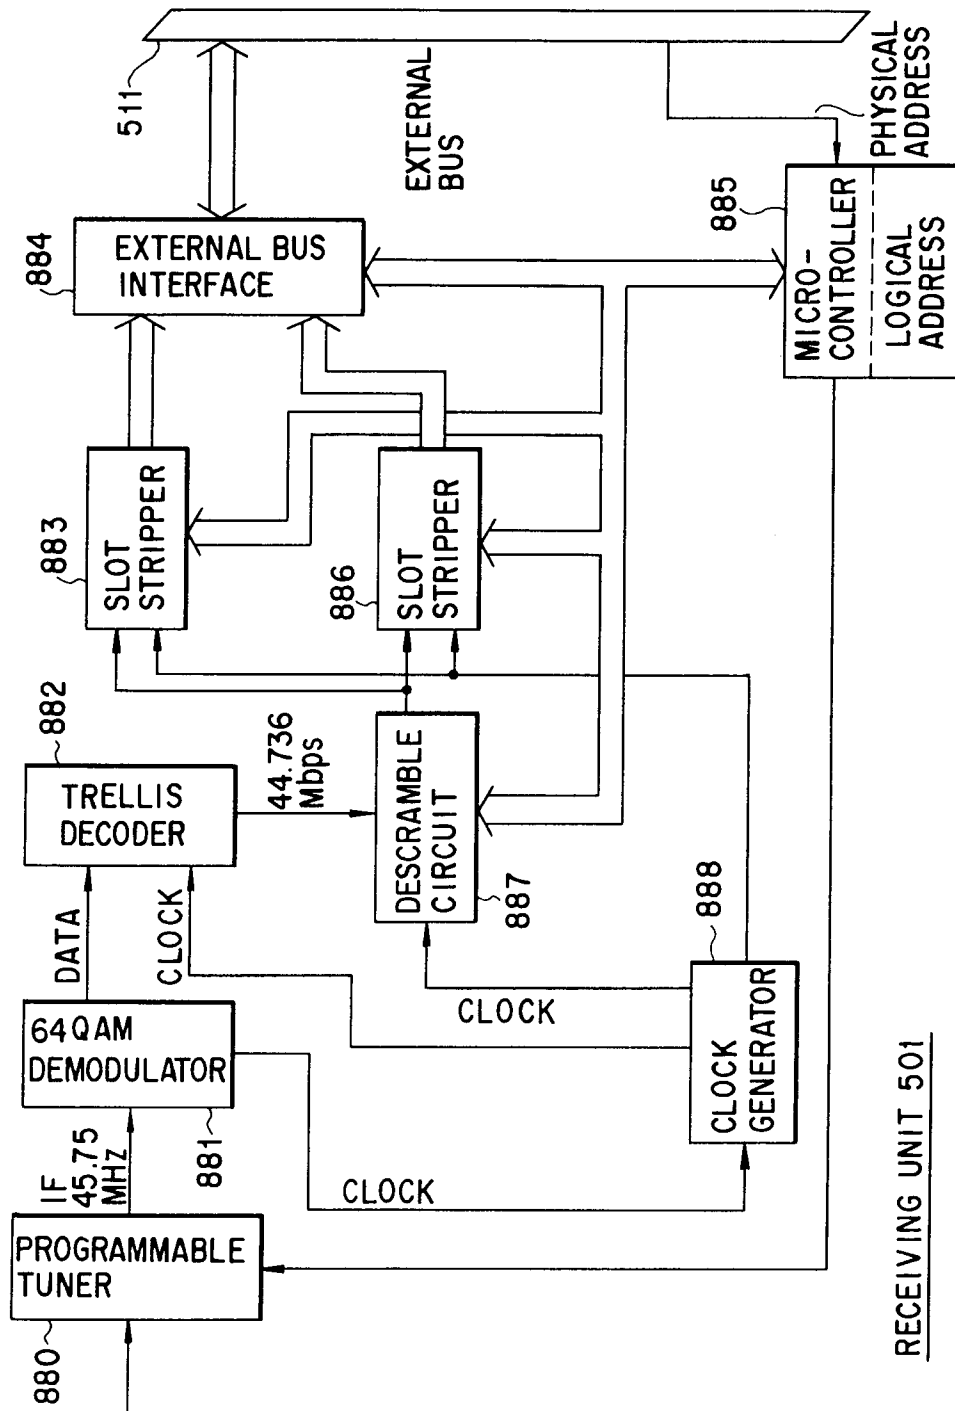 880
PROGRAMMABLE
TUNER
IF
45.75
MHz
64QAM
DEMODULATOR
881
DATA
CLOCK
CLOCK
TRELLIS
DECODER
882
44.736
Mbps
DESCRAMBLE
CIRCUIT
887
CLOCK
CLOCK
GENERATOR
888
SLOT
STRIPPER
883
SLOT
STRIPPER
886
EXTERNAL BUS
INTERFACE
884
511
EXTERNAL
BUS
MICRO-
CONTROLLER
LOGICAL
ADDRESS
885
PHYSICAL
ADDRESS
RECEIVING UNIT 501